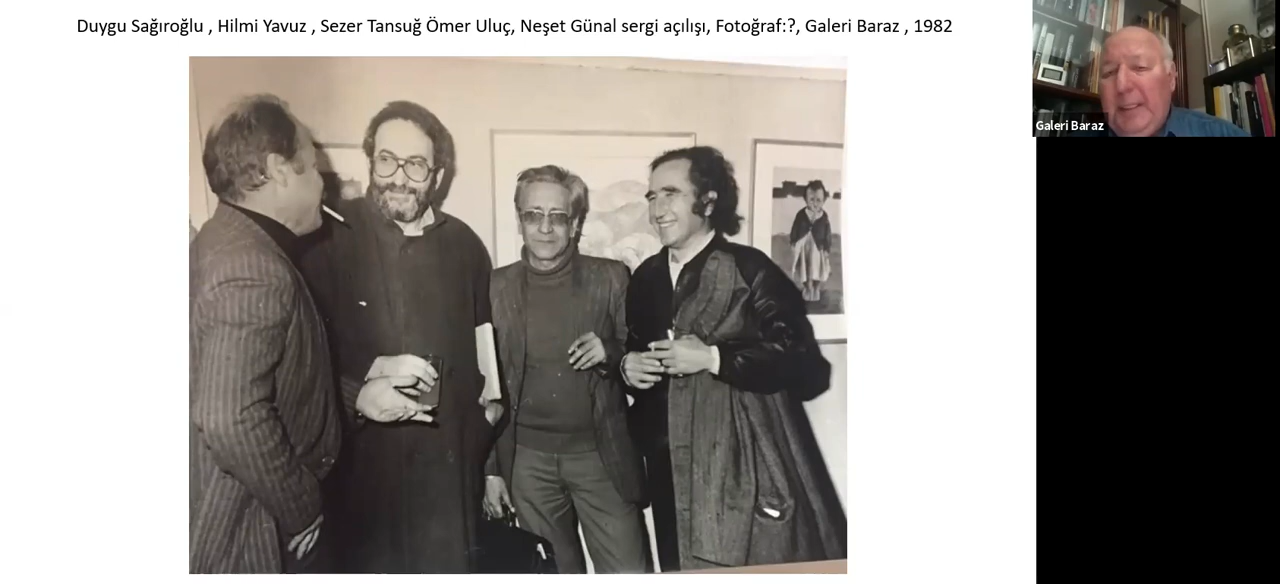 Duygu Sağıroğlu , Hilmi Yavuz , Sezer Tansuğ Ömer Uluç, Neşet Günal sergi açılışı, Fotoğraf:?, Galeri Baraz , 1982
Galeri Baraz